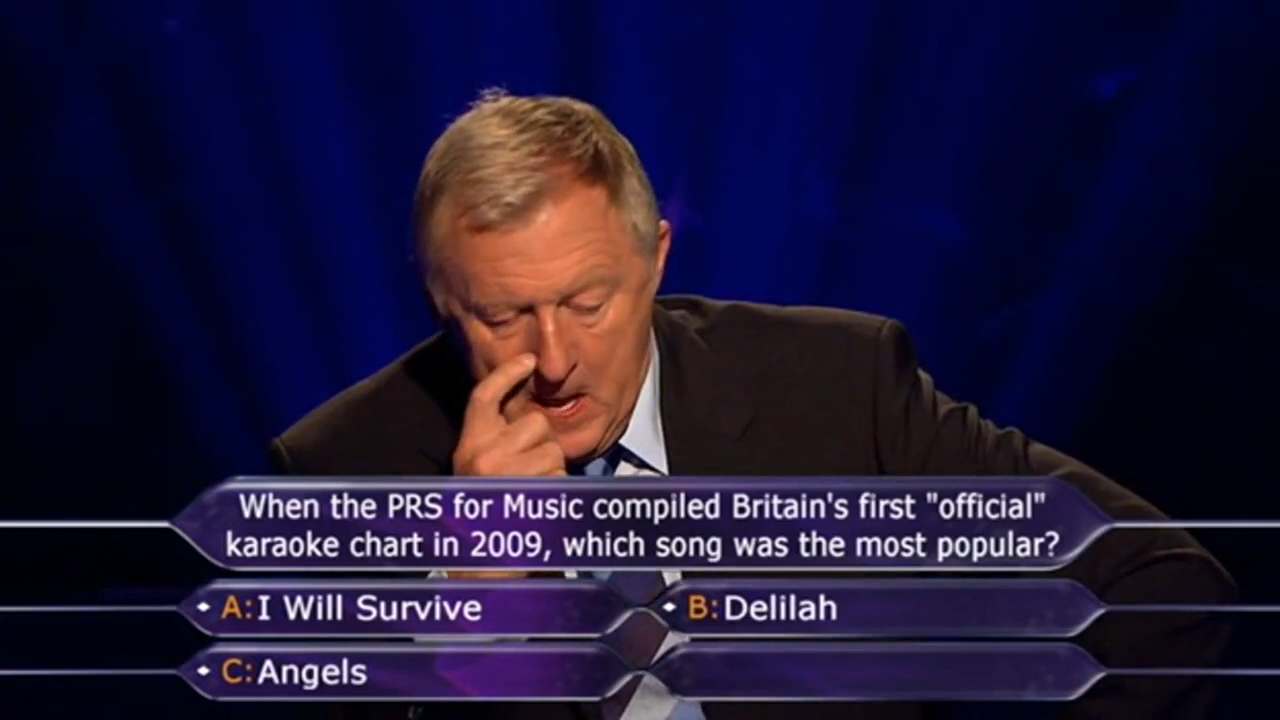 When the PRS for Music compiled Britain's first "official"
karaoke chart in 2009, which song was the most popular?
A: I Will Survive
B: Delilah
C: Angels